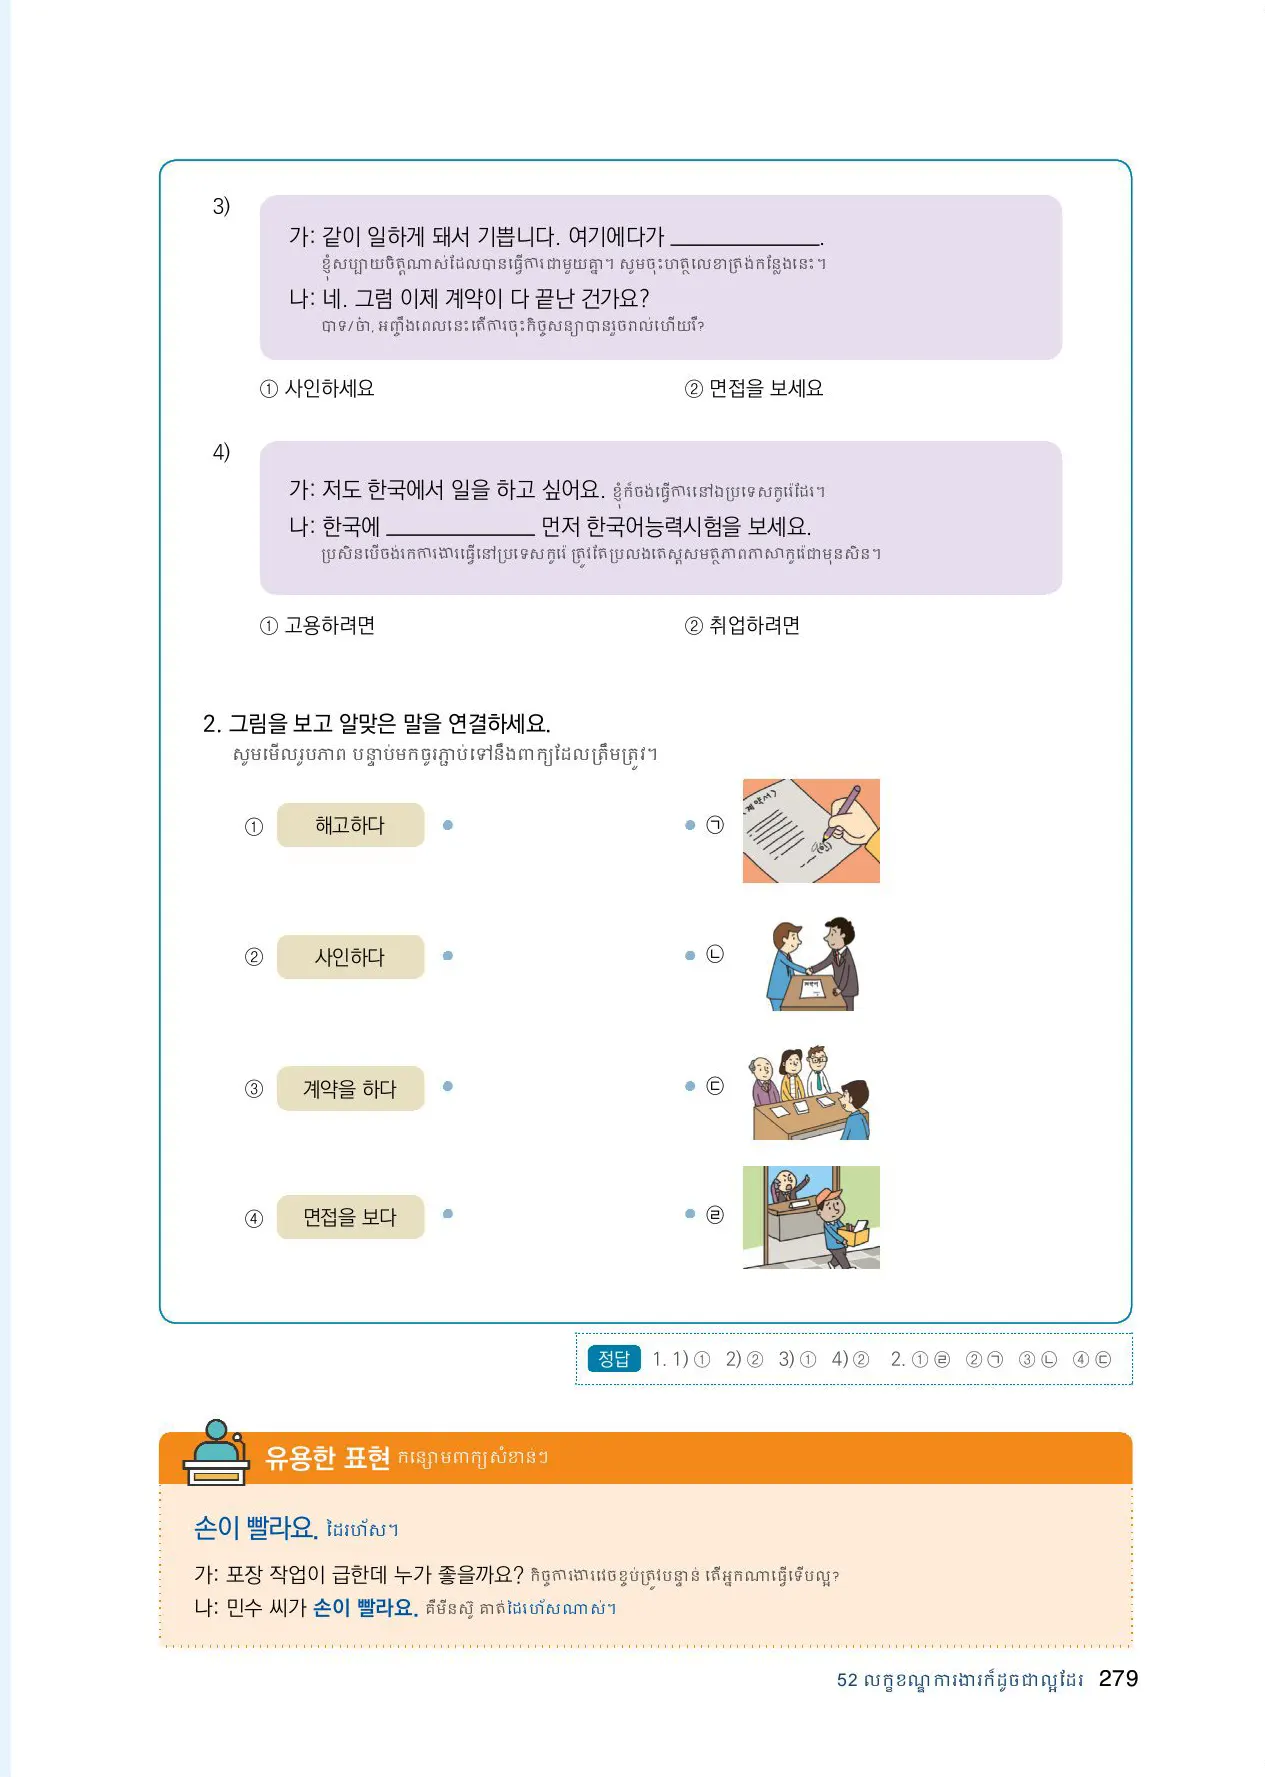 3)
가: 같이 일하게 돼서 기쁩니다. 여기에다가 ______________.
ខ្ញុំសប្បាយចិត្តណាស់ដែលបានធ្វើការជាមួយគ្នា។ សូមចុះហត្ថលេខាត្រង់កន្លែងនេះ។
나: 네. 그럼 이제 계약이 다 끝난 건가요?
បាទ/ចា៎, អញ្ចឹងពេលនេះតើការចុះកិច្ចសន្យាបានរួចរាល់ហើយរឺ?
① 사인하세요 ② 면접을 보세요
4)
가: 저도 한국에서 일을 하고 싶어요. ខ្ញុំក៏ចង់ធ្វើការនៅឯប្រទេសកូរ៉េដែរ។
나: 한국에 ______________ 먼저 한국어능력시험을 보세요.
ប្រសិនបើចង់រកការងារធ្វើនៅប្រទេសកូរ៉េ ត្រូវតែប្រលងតេស្តសមត្ថភាពភាសាកូរ៉េជាមុនសិន។
① 고용하려면 ② 취업하려면
2. 그림을 보고 알맞은 말을 연결하세요.
សូមមើលរូបភាព បន្ទាប់មកចូរភ្ជាប់ទៅនឹងពាក្យដែលត្រឹមត្រូវ។
① 해고하다 ㉠
계약서
(인)
② 사인하다 ㉡
계약서
③ 계약을 하다 ㉢
④ 면접을 보다 ㉣
정답 1. 1) ① 2) ② 3) ① 4) ② 2. ① ㉣ ② ㉠ ③ ㉡ ④ ㉢
유용한 표현 កន្សោមពាក្យសំខាន់ៗ
손이 빨라요. ដៃរហ័ស។
가: 포장 작업이 급한데 누가 좋을까요? កិច្ចការងារវេចខ្ចប់ត្រូវបន្ទាន់ តើអ្នកណាធ្វើទើបល្អ?
나: 민수 씨가 손이 빨라요. គឺមីនស៊ូ គាត់ដៃរហ័សណាស់។
52 លក្ខខណ្ឌការងារក៏ដូចជាល្អដែរ 279